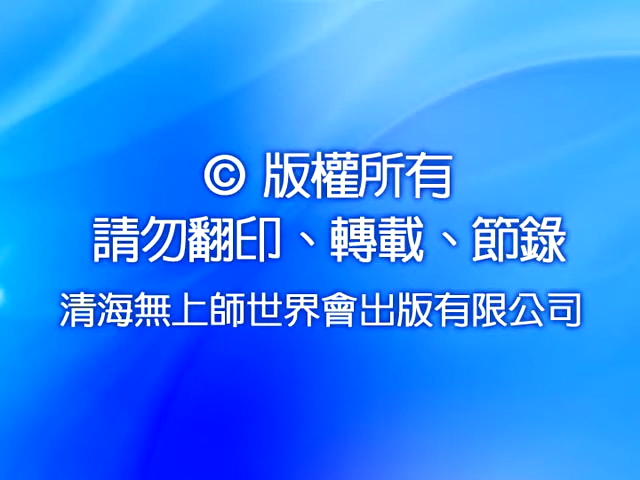 © 版權所有
請勿翻印、轉載、節錄
清海無上師世界會出版有限公司